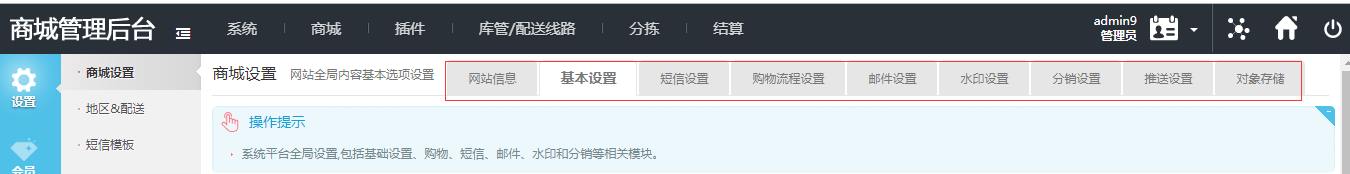 商城管理后台 系统 商城 插件 库管/配送线路 分拣 结算 admin9
管理员
设置
商城设置
地区&配送
短信模板
会员
商城设置 网站全局内容基本选项设置 网站信息 基本设置 短信设置 购物流程设置 邮件设置 水印设置 分销设置 推送设置 对象存储
操作提示
系统平台全局设置,包括基础设置、购物、短信、邮件、水印和分销等相关模块。